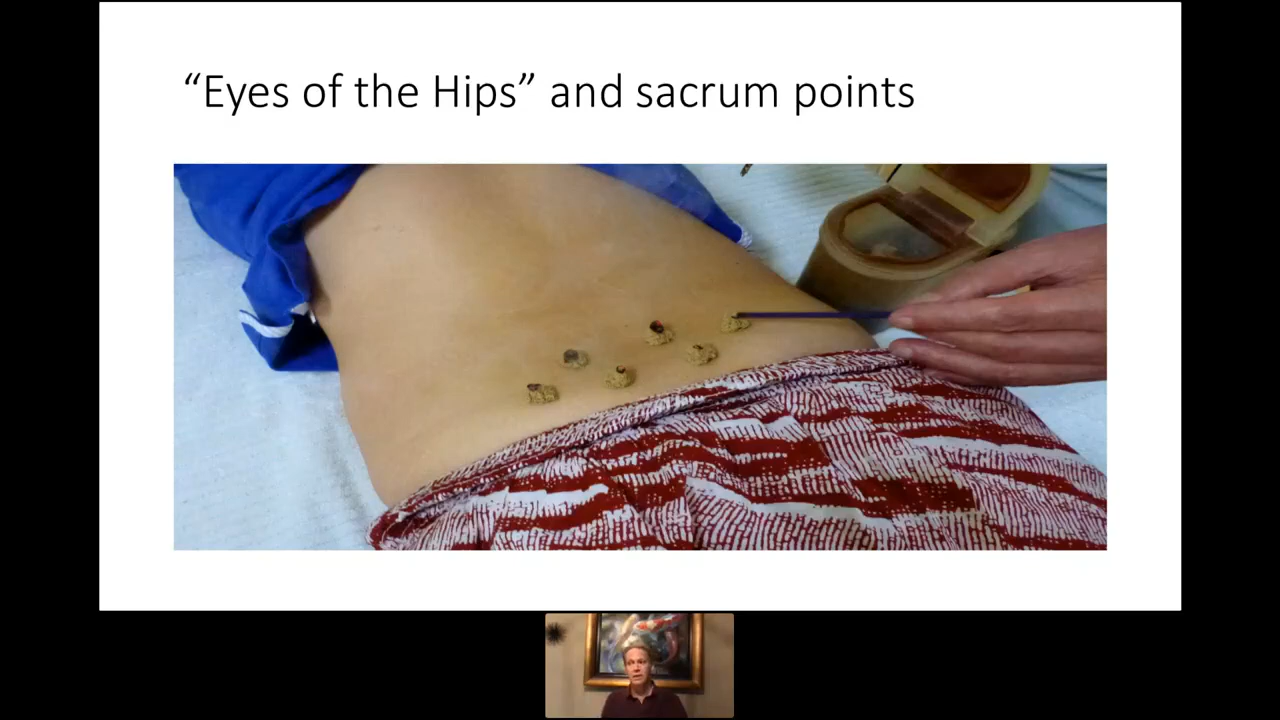 “Eyes of the Hips” and sacrum points